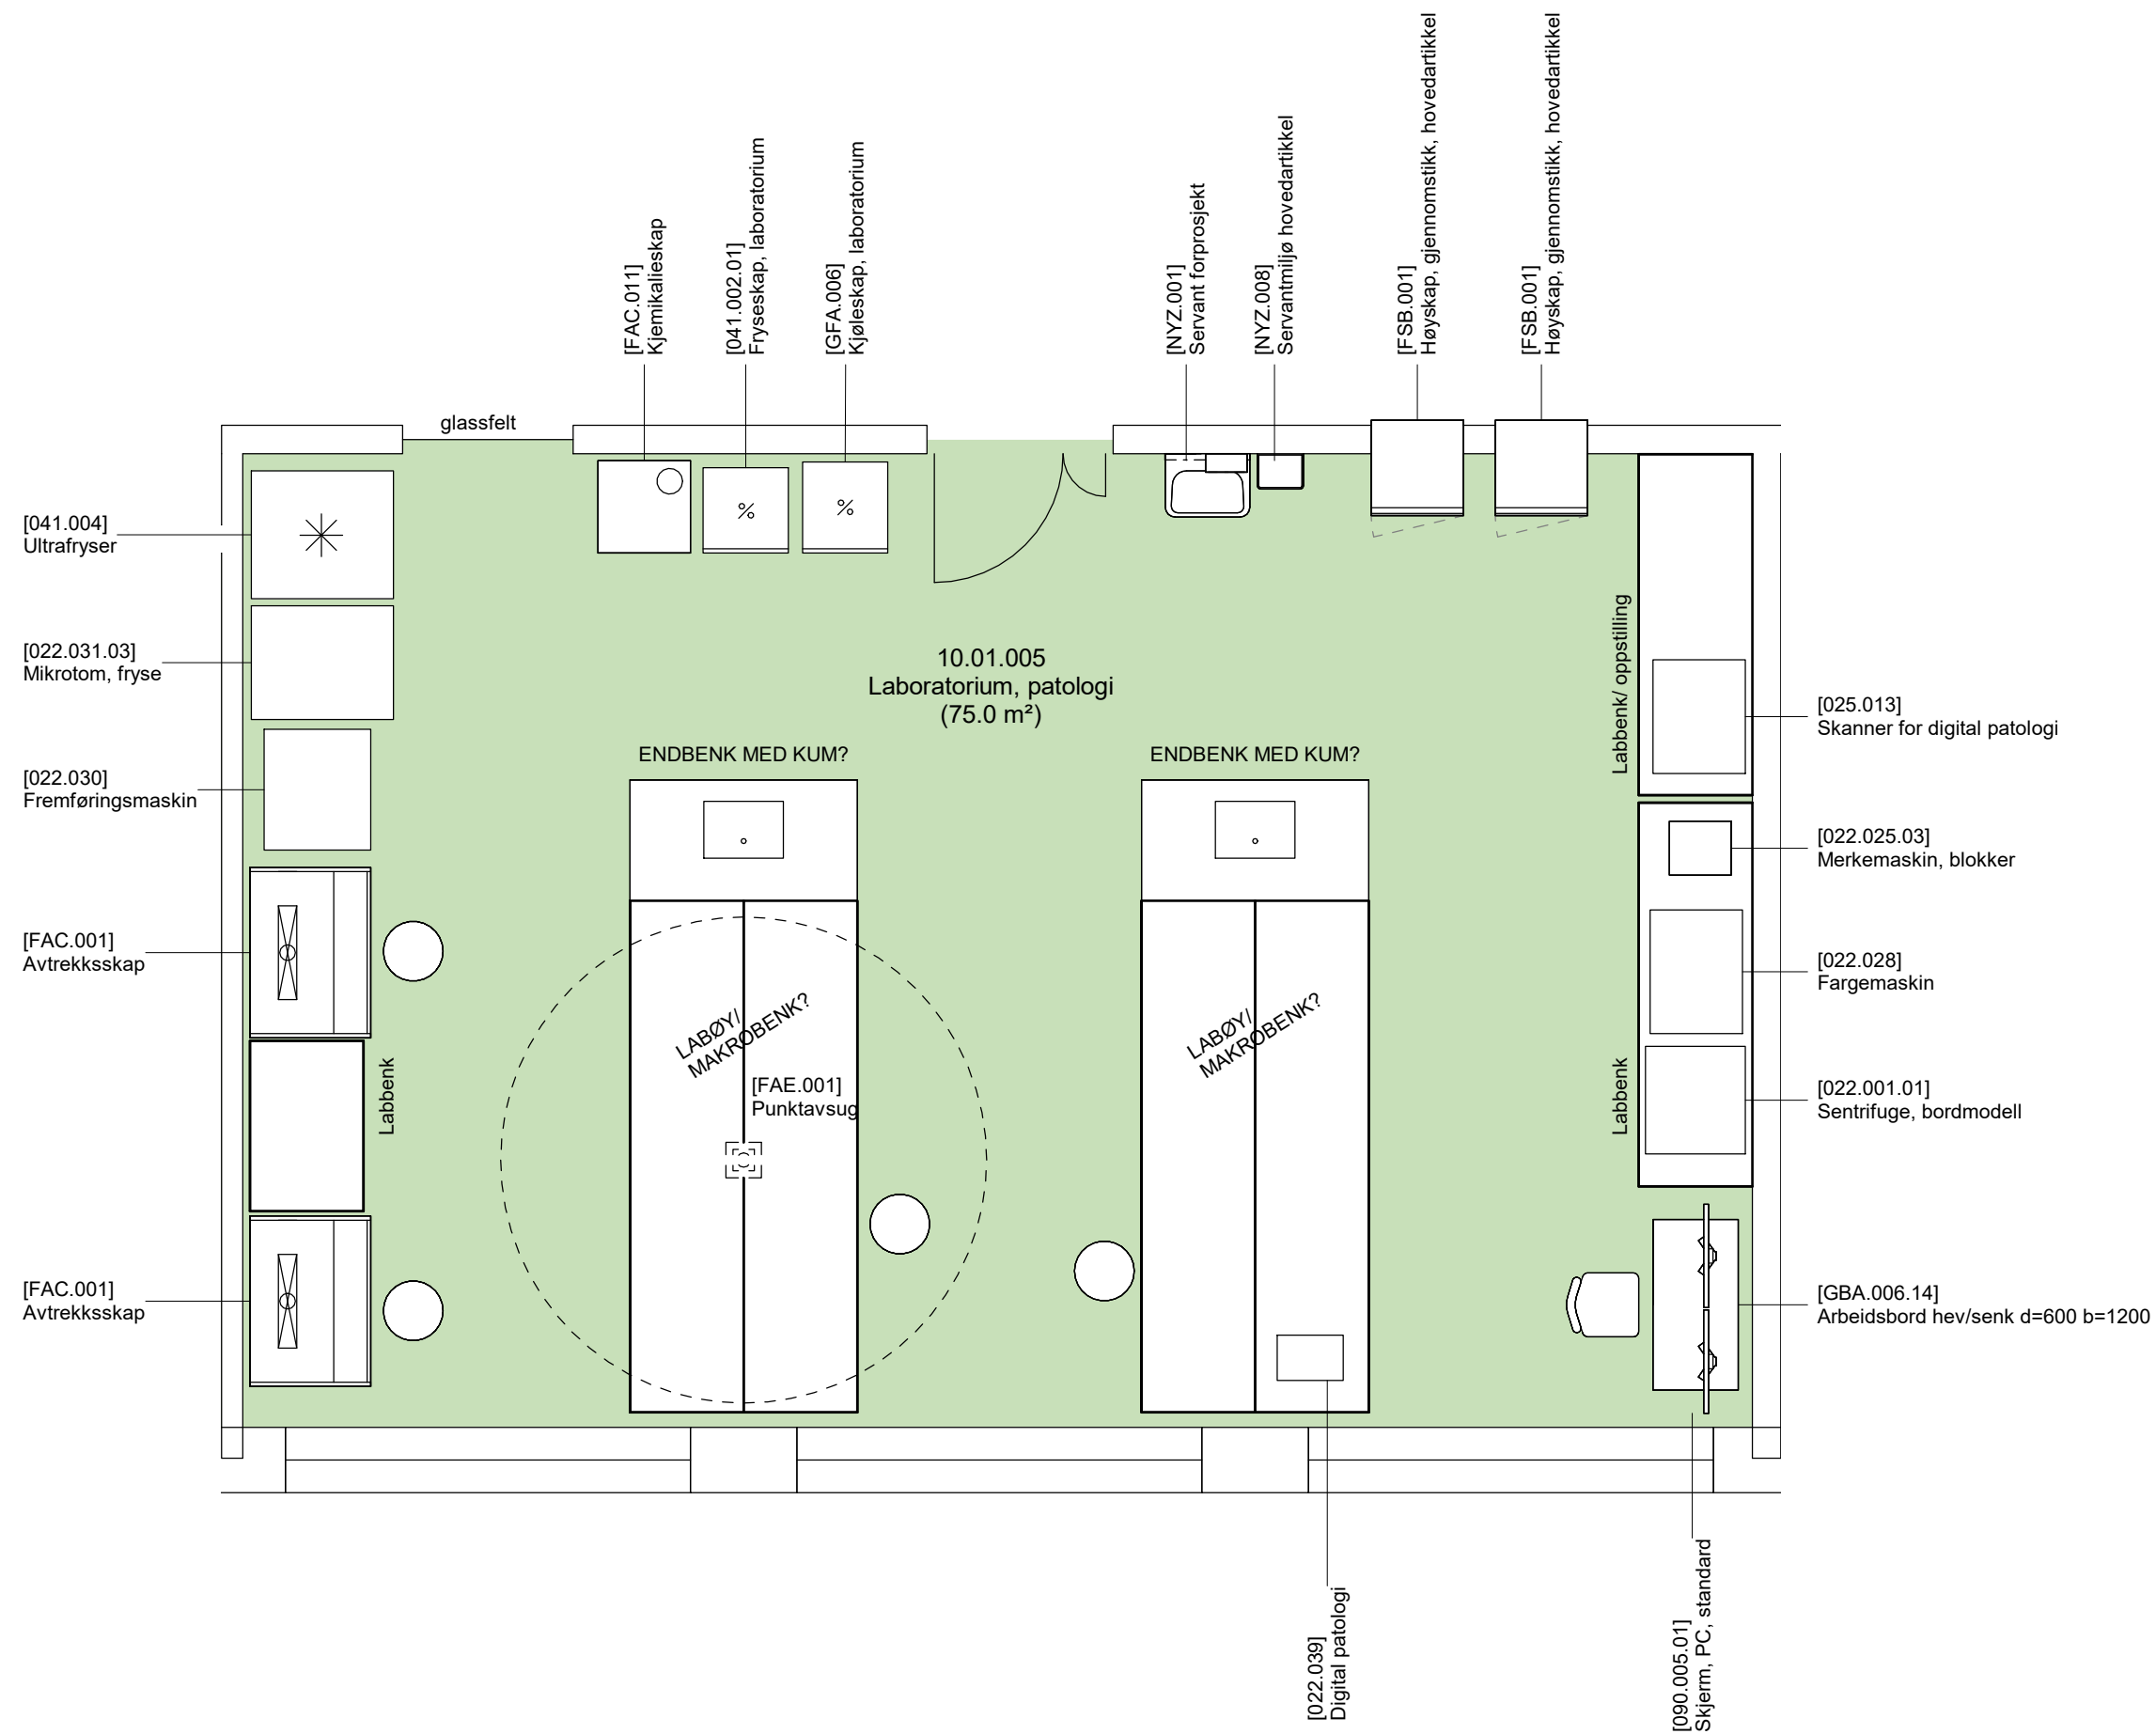 [FAC.011]
Kjemikalieskap
[041.002.01]
Fryseskap, laboratorium
[GFA.006]
Kjøleskap, laboratorium
[NYZ.001]
Servant forprosjekt
[NYZ.008]
Servantmiljø hovedartikkel
[FSB.001]
Høyskap, gjennomstikk, hovedartikkel
[FSB.001]
Høyskap, gjennomstikk, hovedartikkel
glassfelt
[041.004]
Ultrafryser
[022.031.03]
Mikrotom, fryse
[022.030]
Fremføringsmaskin
[FAC.001]
Avtrekksskap
Labbenk
[FAC.001]
Avtrekksskap
10.01.005
Laboratorium, patologi
(75.0 m²)
ENDBENK MED KUM?
ENDBENK MED KUM?
LABØY/
MAKROBENK?
[FAE.001]
Punktavsug
LABØY/
MAKROBENK?
Labbenk/ oppstilling
Labbenk
[025.013]
Skanner for digital patologi
[022.025.03]
Merkemaskin, blokker
[022.028]
Fargemaskin
[022.001.01]
Sentrifuge, bordmodell
[GBA.006.14]
Arbeidsbord hev/senk d=600 b=1200
[022.039]
Digital patologi
[090.005.01]
Skjerm, PC, standard